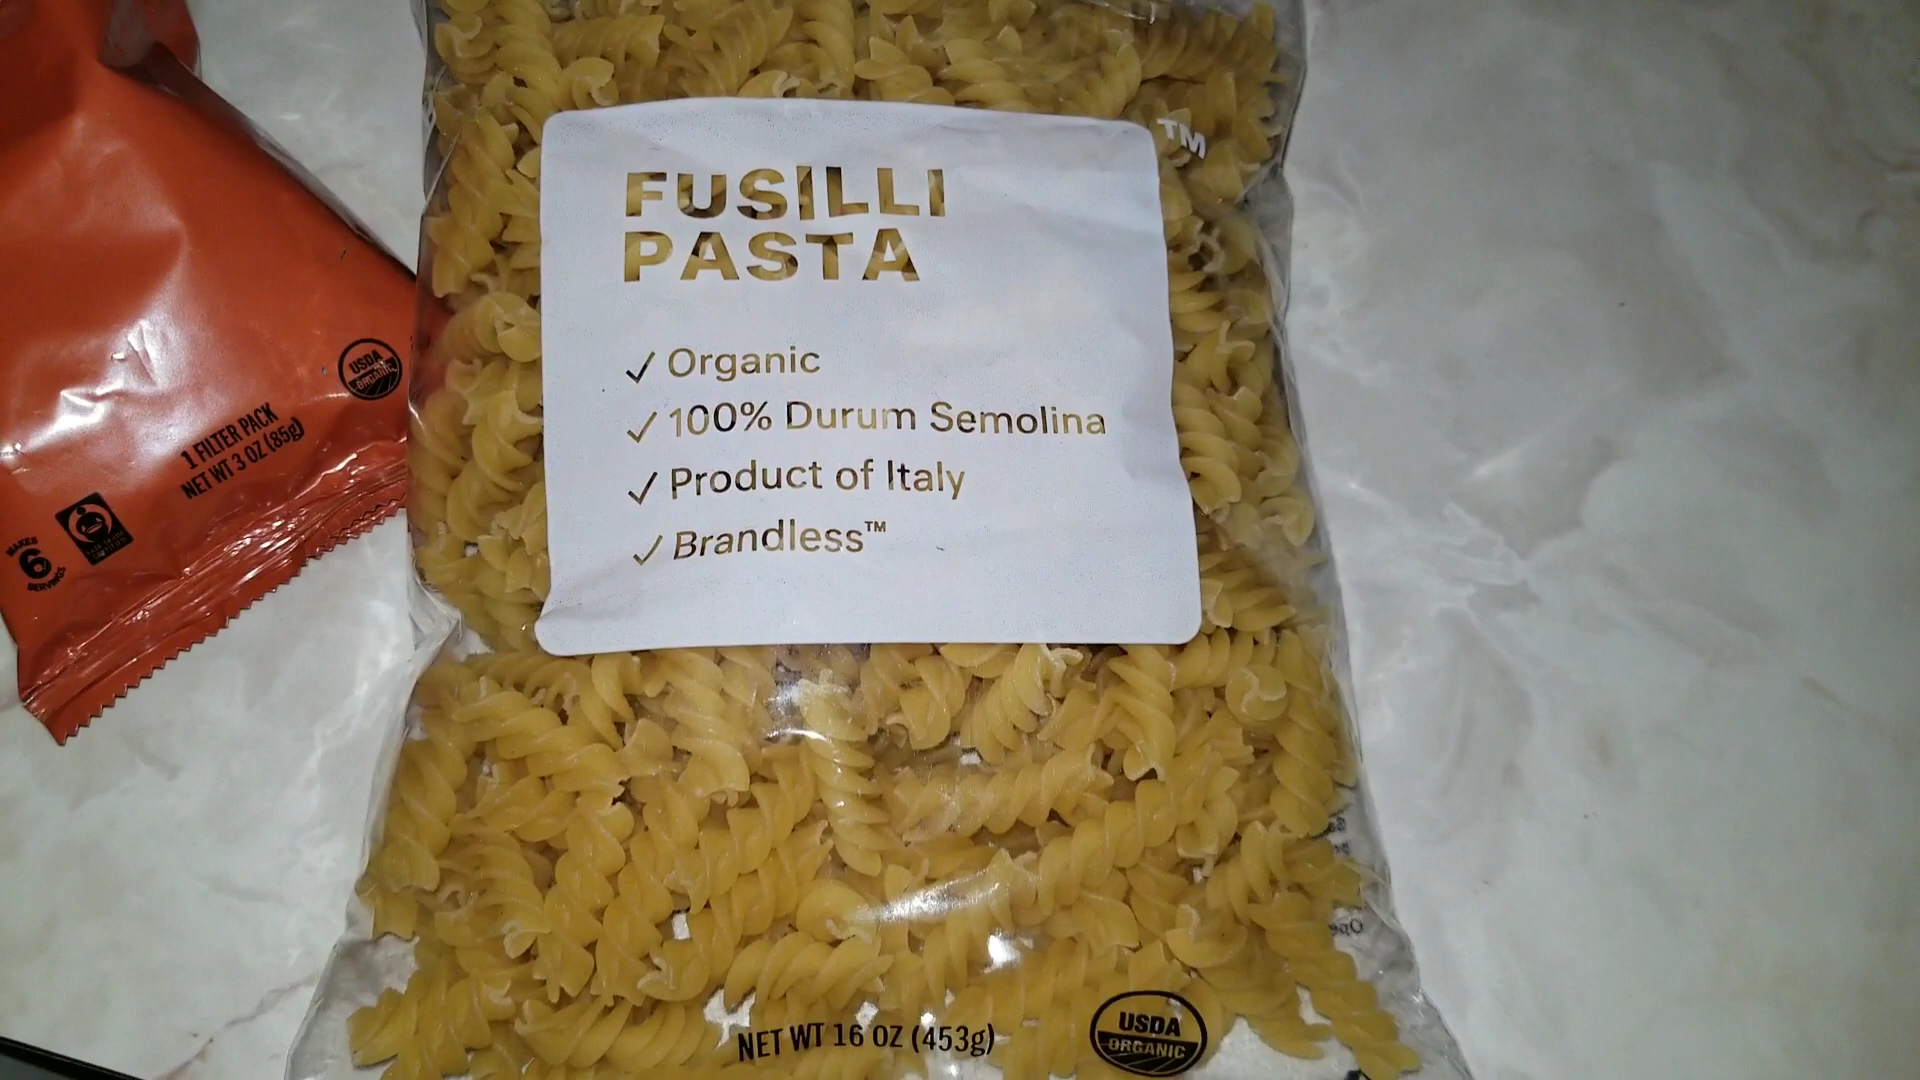 TM
FUSILLI
PASTA
✓ Organic
✓ 100% Durum Semolina
✓ Product of Italy
✓ Brandless™
NET WT 16 OZ (453g)
USDA
ORGANIC
USDA
ORGANIC
1 FILTER PACK
NET WT 3 OZ (85g)
MAKES
6
SERVINGS